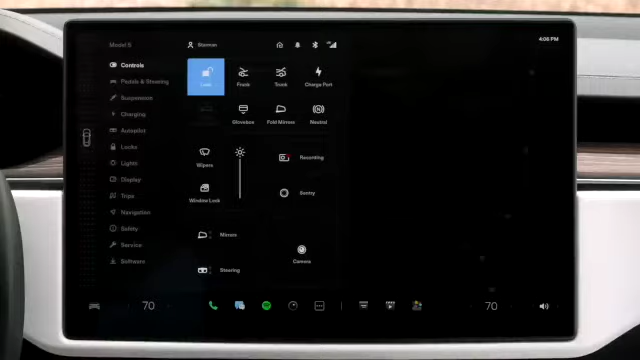 Model S
Sherman
4:06 PM
Controls
Pedals & Steering
Suspension
Charging
Autopilot
Locks
Lights
Display
Trips
Navigation
Safety
Service
Software
Lock
Frunk
Trunk
Charge Port
Glovebox
Fold Mirrors
Neutral
Wipers
Recording
Window Lock
Sentry
Mirrors
Camera
Steering
70
70